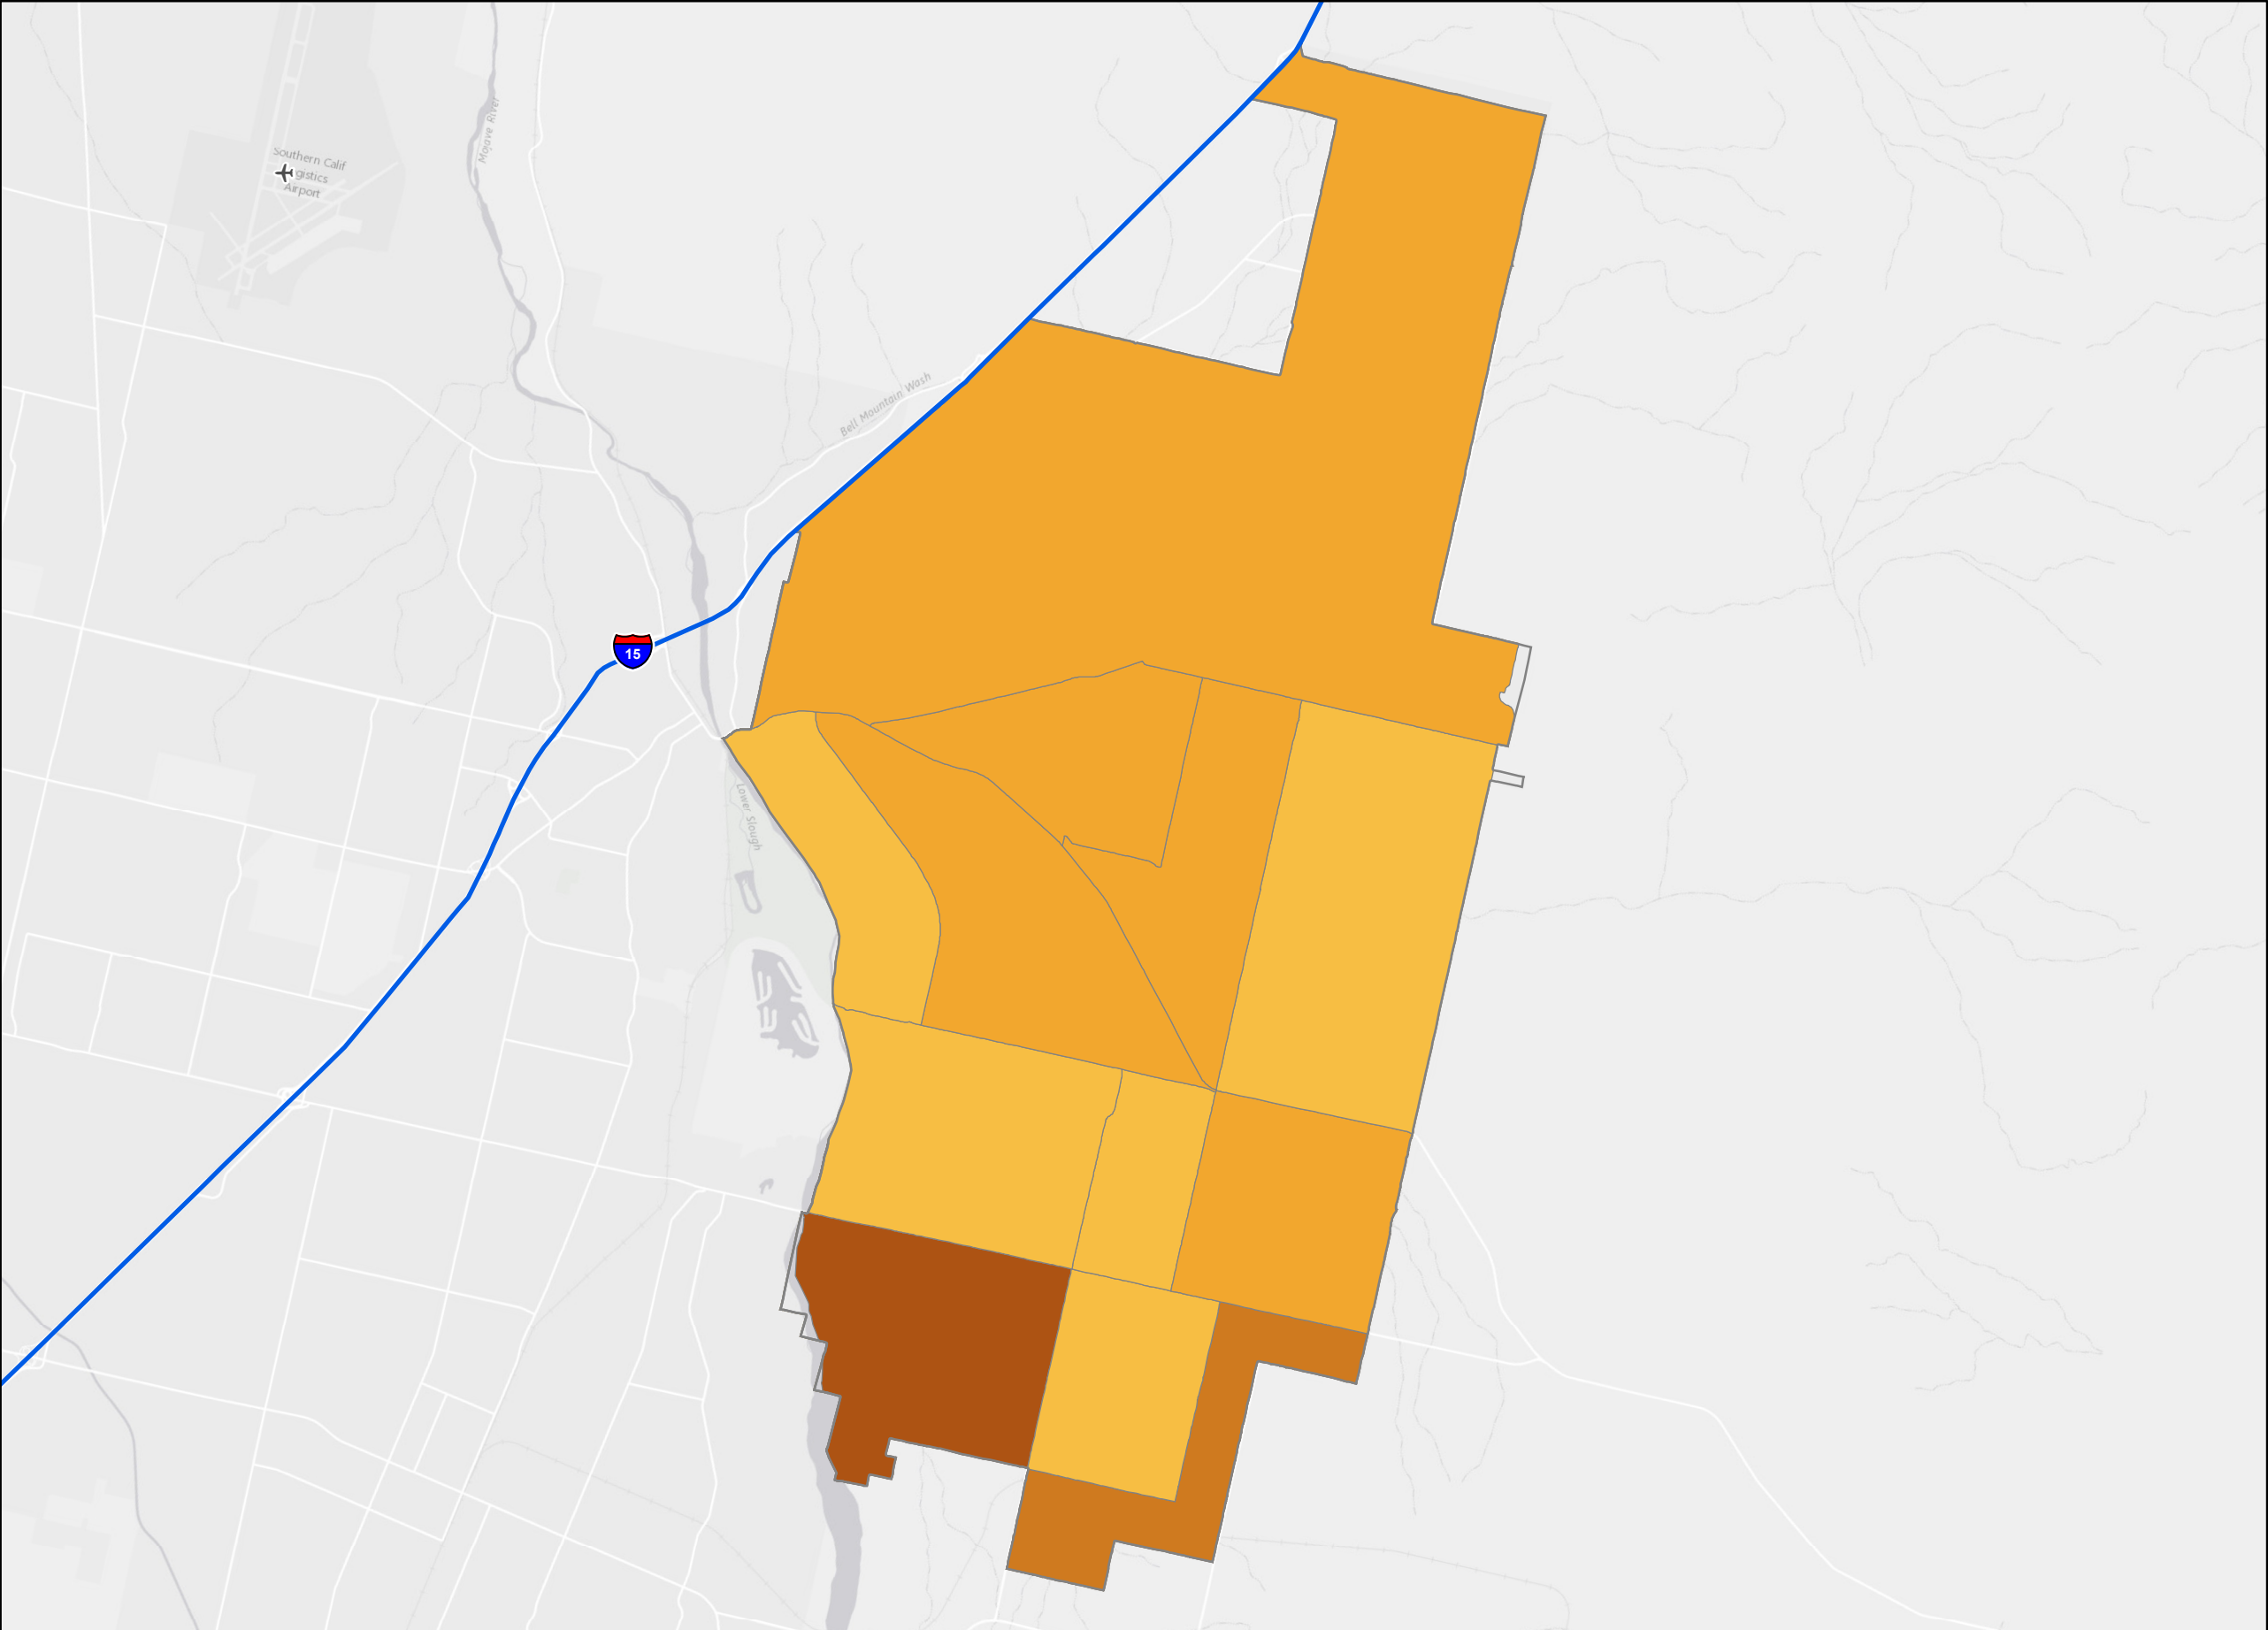 Mojave River
Southern Calif
gistics
Airport
Bell Mountain Wash
15
Lower Slough